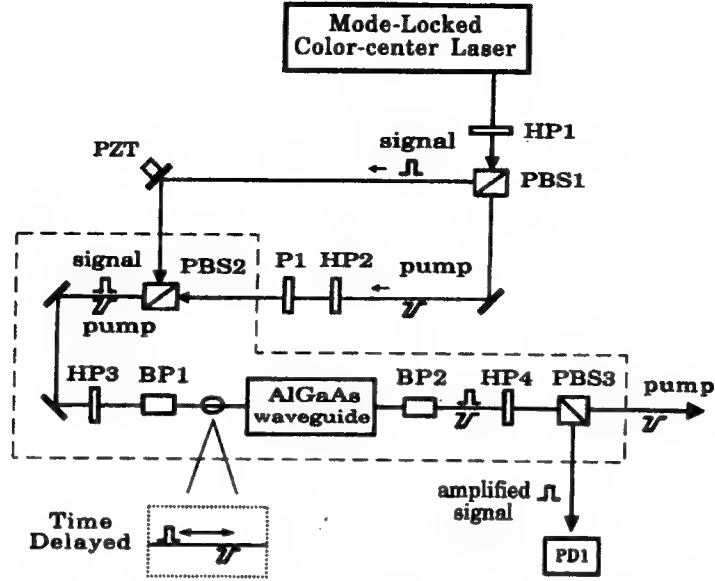 Mode-Locked
Color-center Laser
HP1
signal
PZT
PBS1
signal
PBS2
P1 HP2
pump
pump
HP3 BP1
AlGaAs
waveguide
BP2 HP4 PBS3
pump
amplified
signal
Time
Delayed
PD1